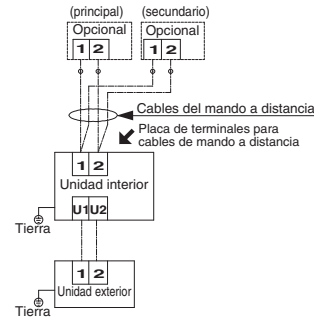 (principal) (secundario)
Opcional Opcional
1 2 1 2
Cables del mando a distancia
Placa de terminales para
cables de mando a distancia
1 2
Unidad interior
U1 U2
Tierra
1 2
Unidad exterior
Tierra